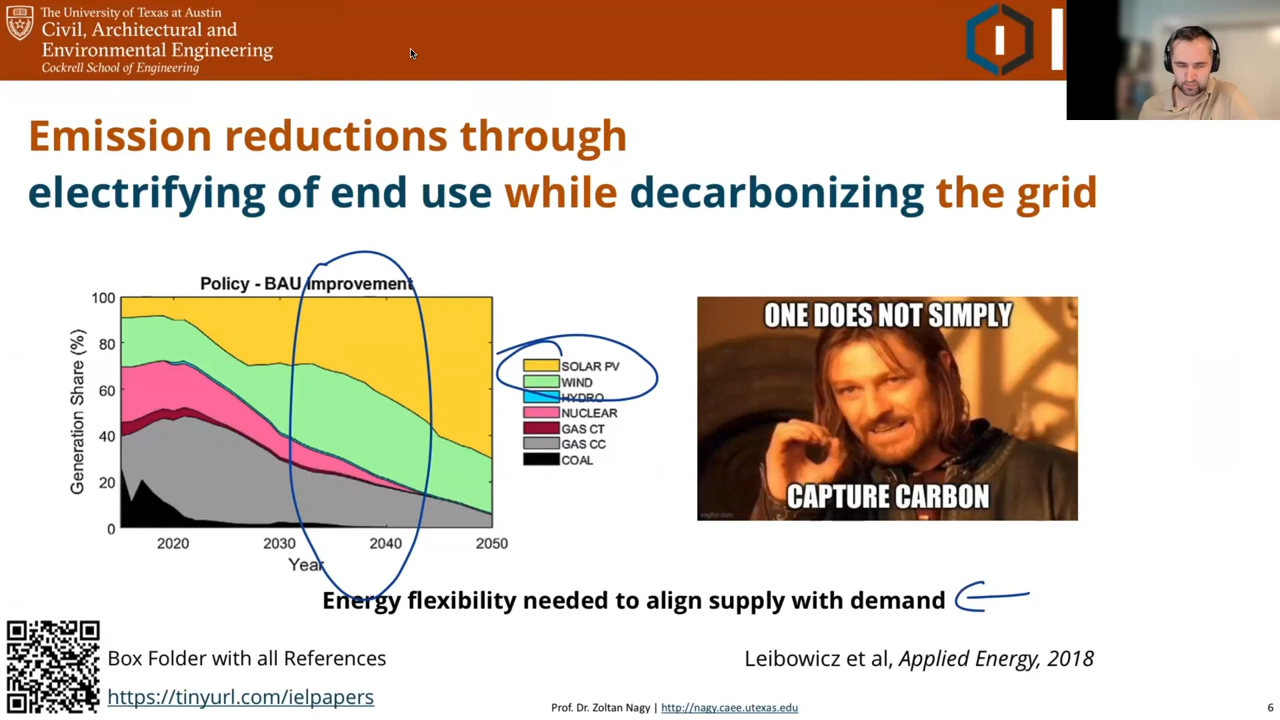 The University of Texas at Austin
Civil, Architectural and
Environmental Engineering
Cockrell School of Engineering
Emission reductions through
electrifying of end use while decarbonizing the grid
Policy - BAU Improvement
Generation Share (%)
100
80
60
40
20
0
2020
2030
2040
2050
Year
SOLAR PV
WIND
HYDRO
NUCLEAR
GAS CT
GAS CC
COAL
ONE DOES NOT SIMPLY
CAPTURE CARBON
imgflip.com
Energy flexibility needed to align supply with demand
Box Folder with all References
https://tinyurl.com/ielpapers
Leibowicz et al, Applied Energy, 2018
Prof. Dr. Zoltan Nagy | http://nagy.caee.utexas.edu
6